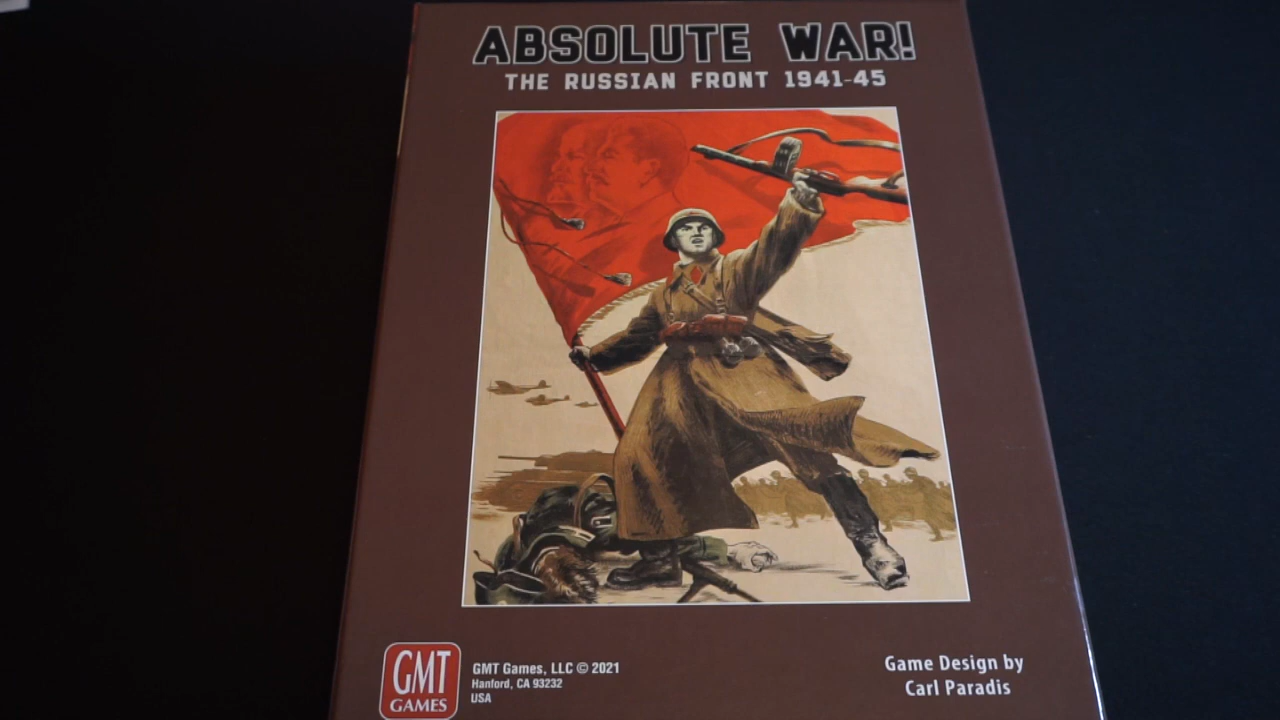 ABSOLUTE WAR!
THE RUSSIAN FRONT 1941-45
GMT
GAMES
GMT Games, LLC © 2021
Hanford, CA 93232
USA
Game Design by
Carl Paradis